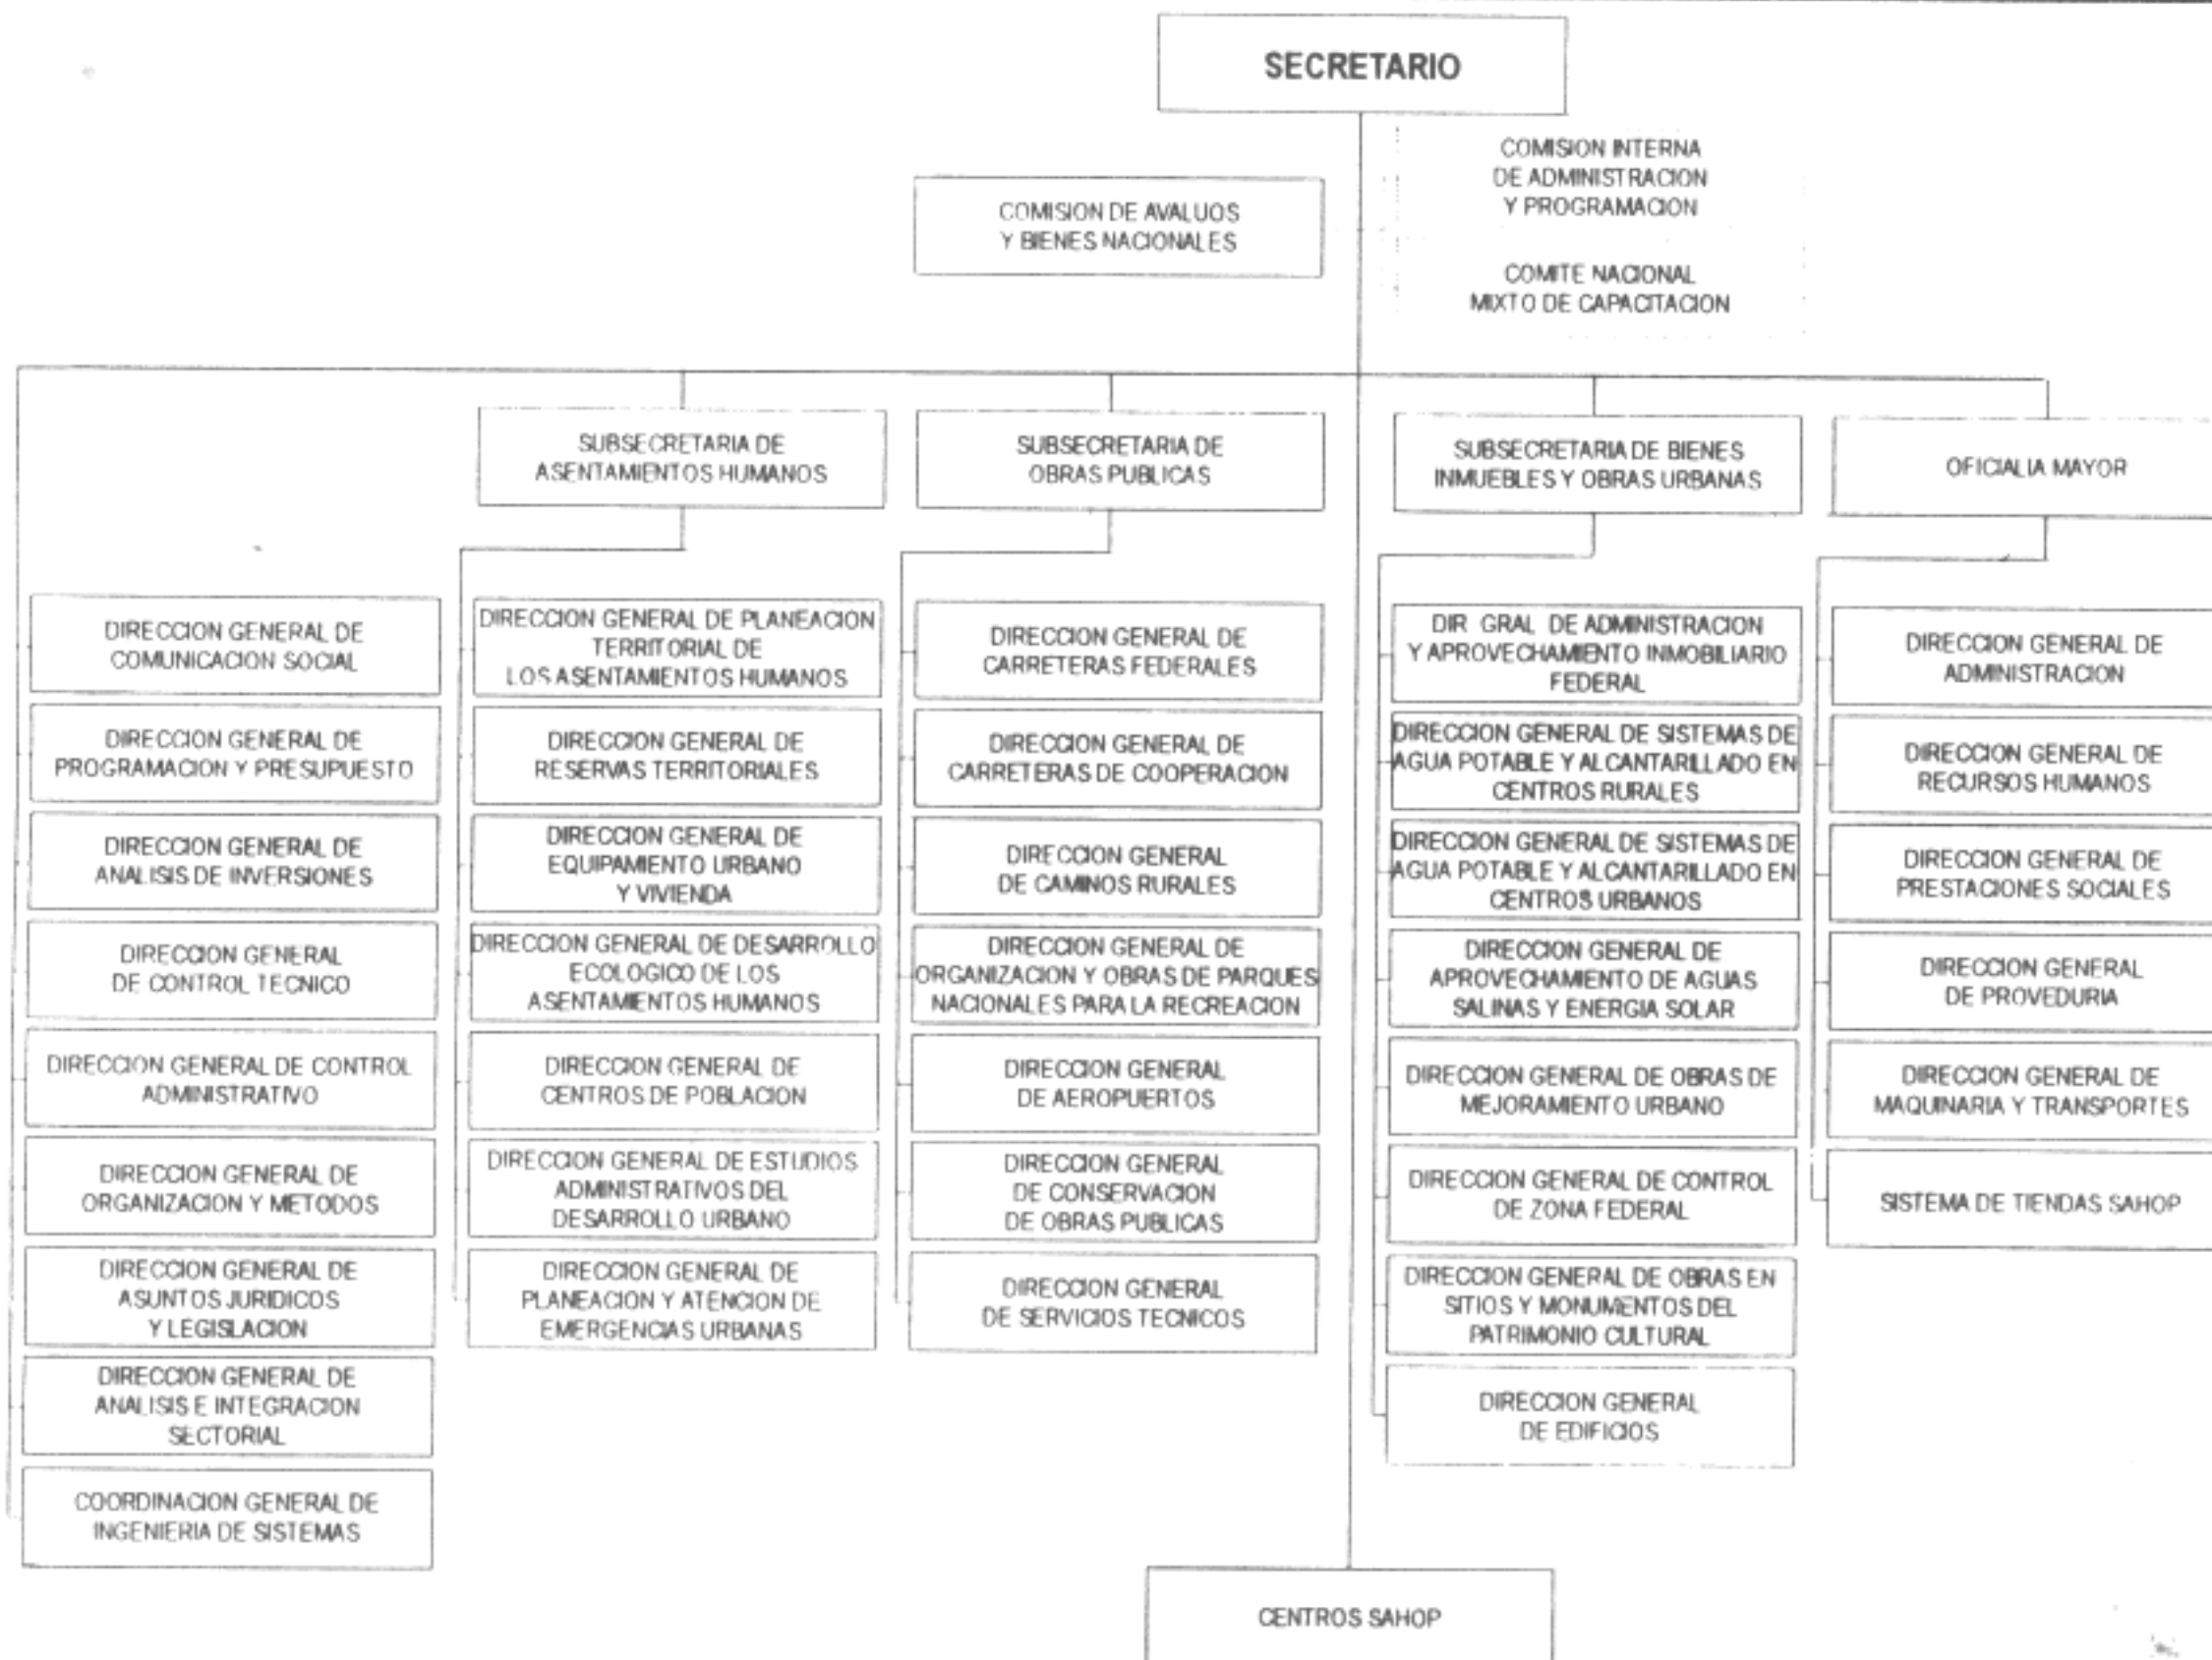 SECRETARIO
COMISION INTERNA
DE ADMINISTRACION
Y PROGRAMACION
COMISION DE AVALUOS
Y BIENES NACIONALES
COMITE NACIONAL
MIXTO DE CAPACITACION
SUBSECRETARIA DE
ASENTAMIENTOS HUMANOS
SUBSECRETARIA DE
OBRAS PUBLICAS
SUBSECRETARIA DE BIENES
INMUEBLES Y OBRAS URBANAS
OFICIALIA MAYOR
DIRECCION GENERAL DE
COMUNICACION SOCIAL
DIRECCION GENERAL DE
PROGRAMACION Y PRESUPUESTO
DIRECCION GENERAL DE
ANALISIS DE INVERSIONES
DIRECCION GENERAL
DE CONTROL TECNICO
DIRECCION GENERAL DE CONTROL
ADMINISTRATIVO
DIRECCION GENERAL DE
ORGANIZACION Y METODOS
DIRECCION GENERAL DE
ASUNTOS JURIDICOS
Y LEGISLACION
DIRECCION GENERAL DE
ANALISIS E INTEGRACION
SECTORIAL
COORDINACION GENERAL DE
INGENIERIA DE SISTEMAS
DIRECCION GENERAL DE PLANEACION
TERRITORIAL DE
LOS ASENTAMIENTOS HUMANOS
DIRECCION GENERAL DE
RESERVAS TERRITORIALES
DIRECCION GENERAL DE
EQUIPAMIENTO URBANO
Y VIVIENDA
DIRECCION GENERAL DE DESARROLLO
ECOLOGICO DE LOS
ASENTAMIENTOS HUMANOS
DIRECCION GENERAL DE
CENTROS DE POBLACION
DIRECCION GENERAL DE ESTUDIOS
ADMINISTRATIVOS DEL
DESARROLLO URBANO
DIRECCION GENERAL DE
PLANEACION Y ATENCION DE
EMERGENCIAS URBANAS
DIRECCION GENERAL DE
CARRETERAS FEDERALES
DIRECCION GENERAL DE
CARRETERAS DE COOPERACION
DIRECCION GENERAL
DE CAMINOS RURALES
DIRECCION GENERAL DE
ORGANIZACION Y OBRAS DE PARQUES
NACIONALES PARA LA RECREACION
DIRECCION GENERAL
DE AEROPUERTOS
DIRECCION GENERAL
DE CONSERVACION
DE OBRAS PUBLICAS
DIRECCION GENERAL
DE SERVICIOS TECNICOS
DIR GRAL DE ADMINISTRACION
Y APROVECHAMIENTO INMOBILIARIO
FEDERAL
DIRECCION GENERAL DE SISTEMAS DE
AGUA POTABLE Y ALCANTARILLADO EN
CENTROS RURALES
DIRECCION GENERAL DE SISTEMAS DE
AGUA POTABLE Y ALCANTARILLADO EN
CENTROS URBANOS
DIRECCION GENERAL DE
APROVECHAMIENTO DE AGUAS
SALINAS Y ENERGIA SOLAR
DIRECCION GENERAL DE OBRAS DE
MEJORAMIENTO URBANO
DIRECCION GENERAL DE CONTROL
DE ZONA FEDERAL
DIRECCION GENERAL DE OBRAS EN
SITIOS Y MONUMENTOS DEL
PATRIMONIO CULTURAL
DIRECCION GENERAL
DE EDIFICIOS
DIRECCION GENERAL DE
ADMINISTRACION
DIRECCION GENERAL DE
RECURSOS HUMANOS
DIRECCION GENERAL DE
PRESTACIONES SOCIALES
DIRECCION GENERAL
DE PROVEDURIA
DIRECCION GENERAL DE
MAQUINARIA Y TRANSPORTES
SISTEMA DE TIENDAS SAHOP
CENTROS SAHOP